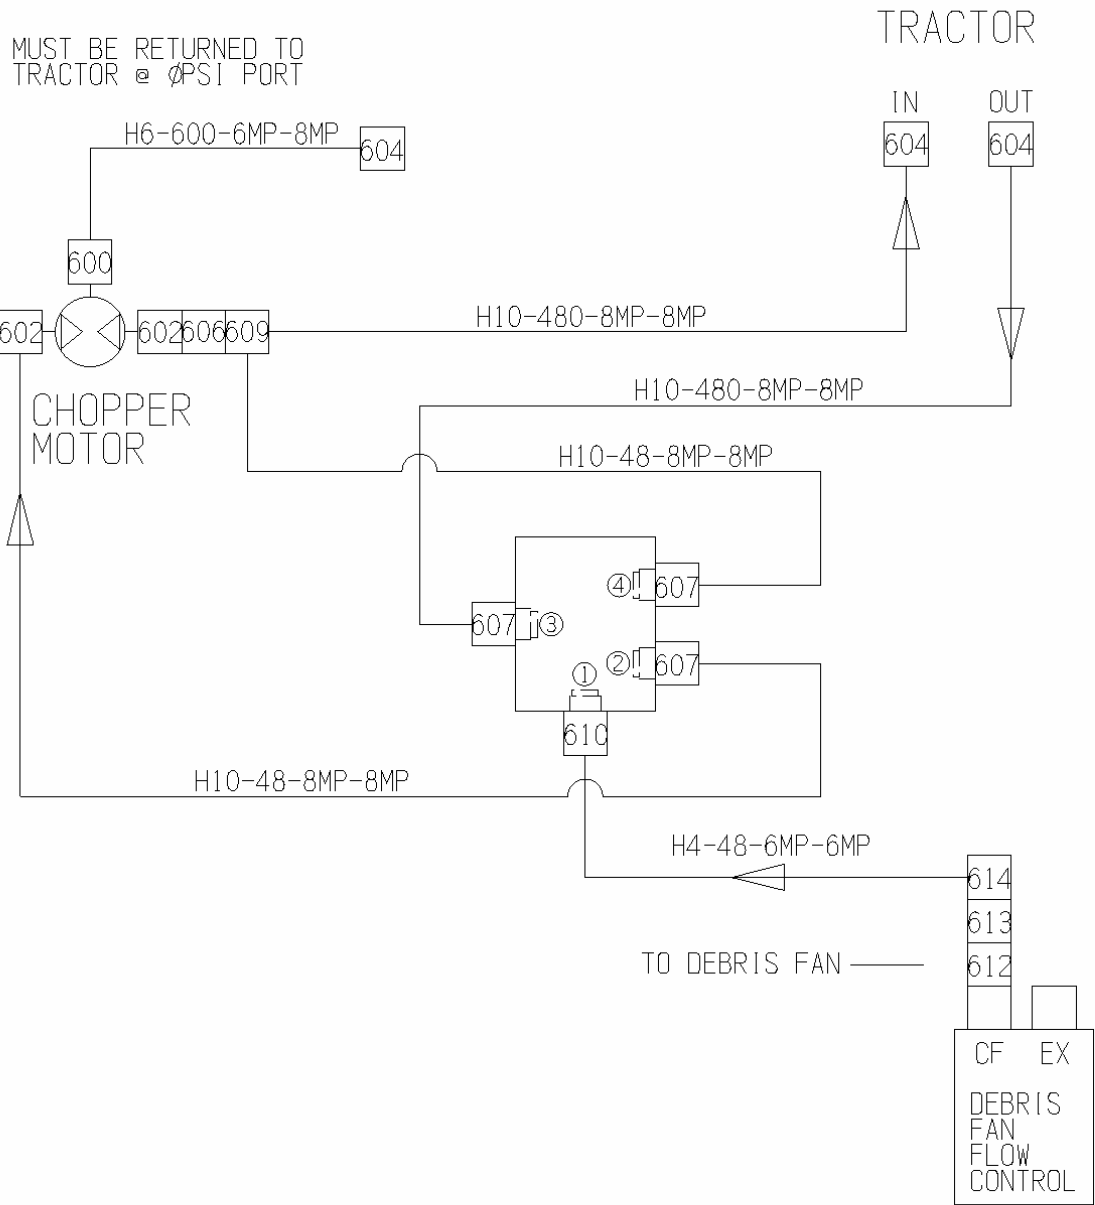 TRACTOR
MUST BE RETURNED TO
TRACTOR @ ØPSI PORT
IN
OUT
H6-600-6MP-8MP
604
604
604
600
H10-480-8MP-8MP
602
602
606
609
H10-480-8MP-8MP
CHOPPER
MOTOR
H10-48-8MP-8MP
4
607
607
3
2
607
1
610
H10-48-8MP-8MP
H4-48-6MP-6MP
614
613
TO DEBRIS FAN
612
CF
EX
DEBRIS
FAN
FLOW
CONTROL